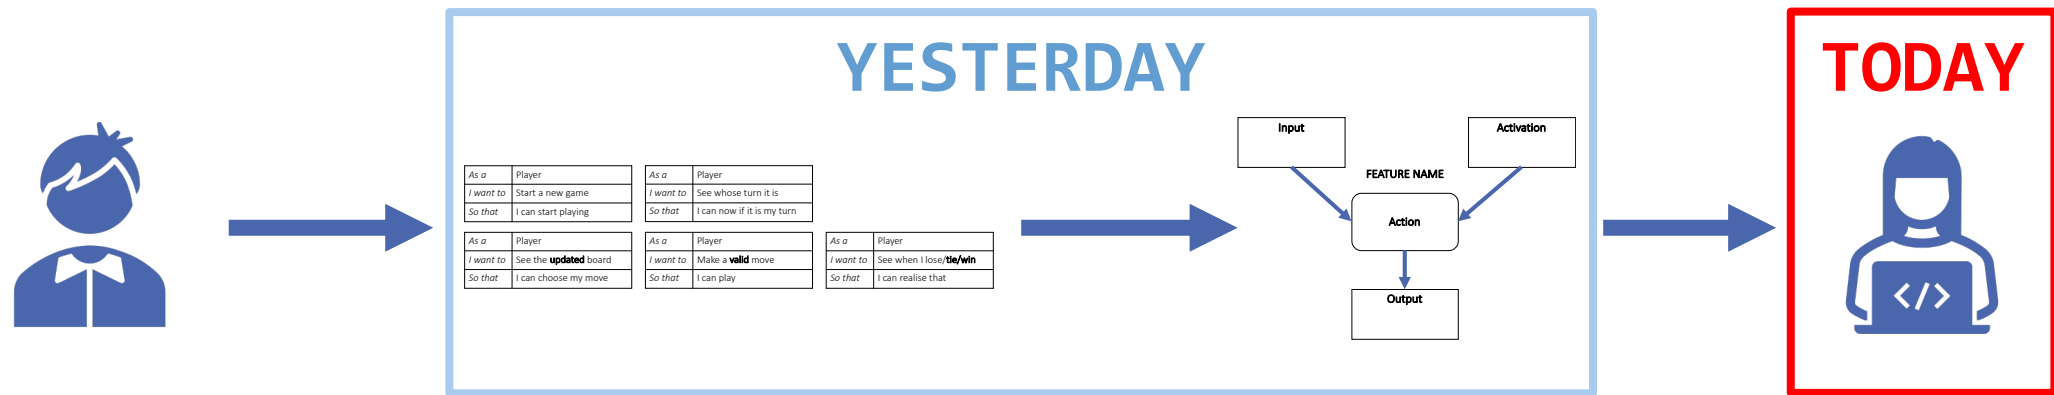 YESTERDAY
TODAY
As a Player
I want to Start a new game
So that I can start playing
As a Player
I want to See whose turn it is
So that I can now if it is my turn
As a Player
I want to See the updated board
So that I can choose my move
As a Player
I want to Make a valid move
So that I can play
As a Player
I want to See when I lose/tie/win
So that I can realise that
Input
Activation
FEATURE NAME
Action
Output
</>